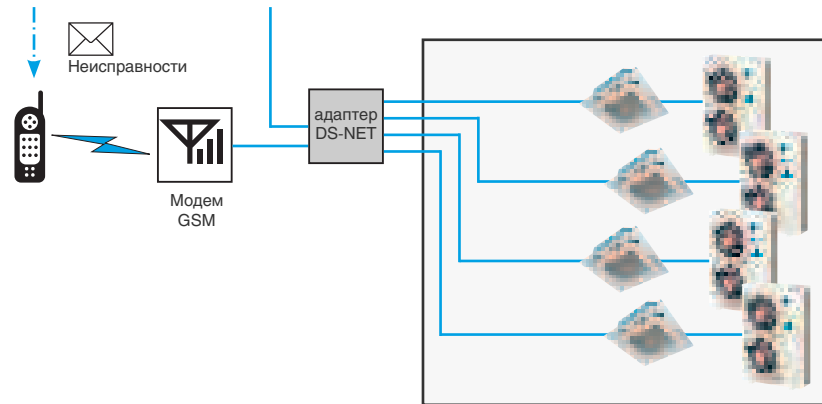 Неисправности
адаптер
DS-NET
Модем
GSM